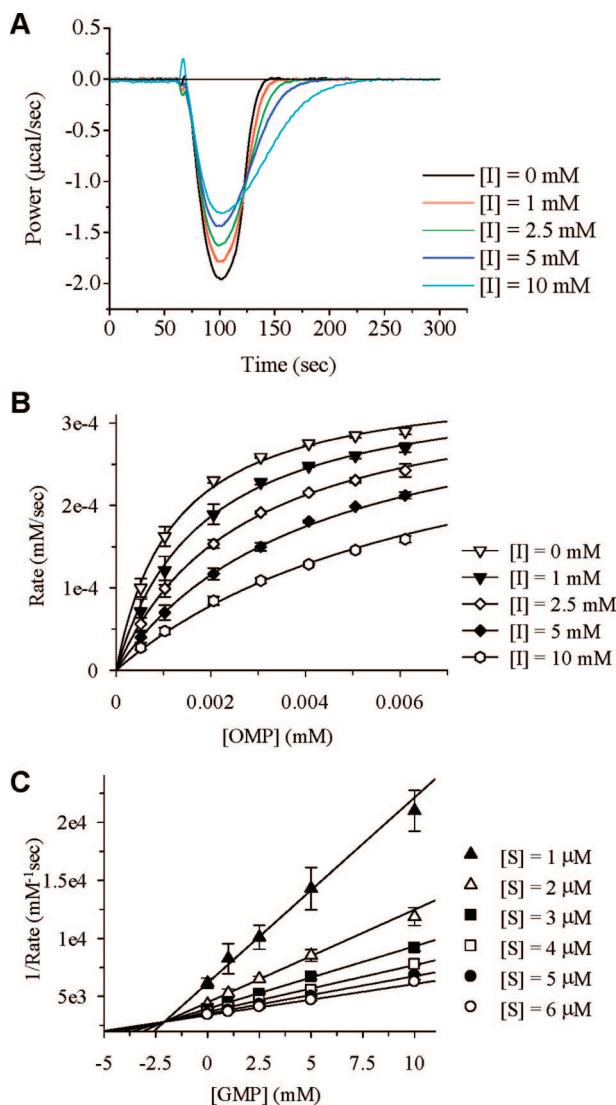 A
0.5
0.0
-0.5
-1.0
-1.5
-2.0
Power (µcal/sec)
0 50 100 150 200 250 300
Time (sec)
[I] = 0 mM
[I] = 1 mM
[I] = 2.5 mM
[I] = 5 mM
[I] = 10 mM
B
3e-4
2e-4
1e-4
0
Rate (mM/sec)
0 0.002 0.004 0.006
[OMP] (mM)
[I] = 0 mM
[I] = 1 mM
[I] = 2.5 mM
[I] = 5 mM
[I] = 10 mM
C
2e4
1.5e4
1e4
5e3
1/Rate (mM⁻¹sec)
-5 -2.5 0 2.5 5 7.5 10
[GMP] (mM)
[S] = 1 µM
[S] = 2 µM
[S] = 3 µM
[S] = 4 µM
[S] = 5 µM
[S] = 6 µM